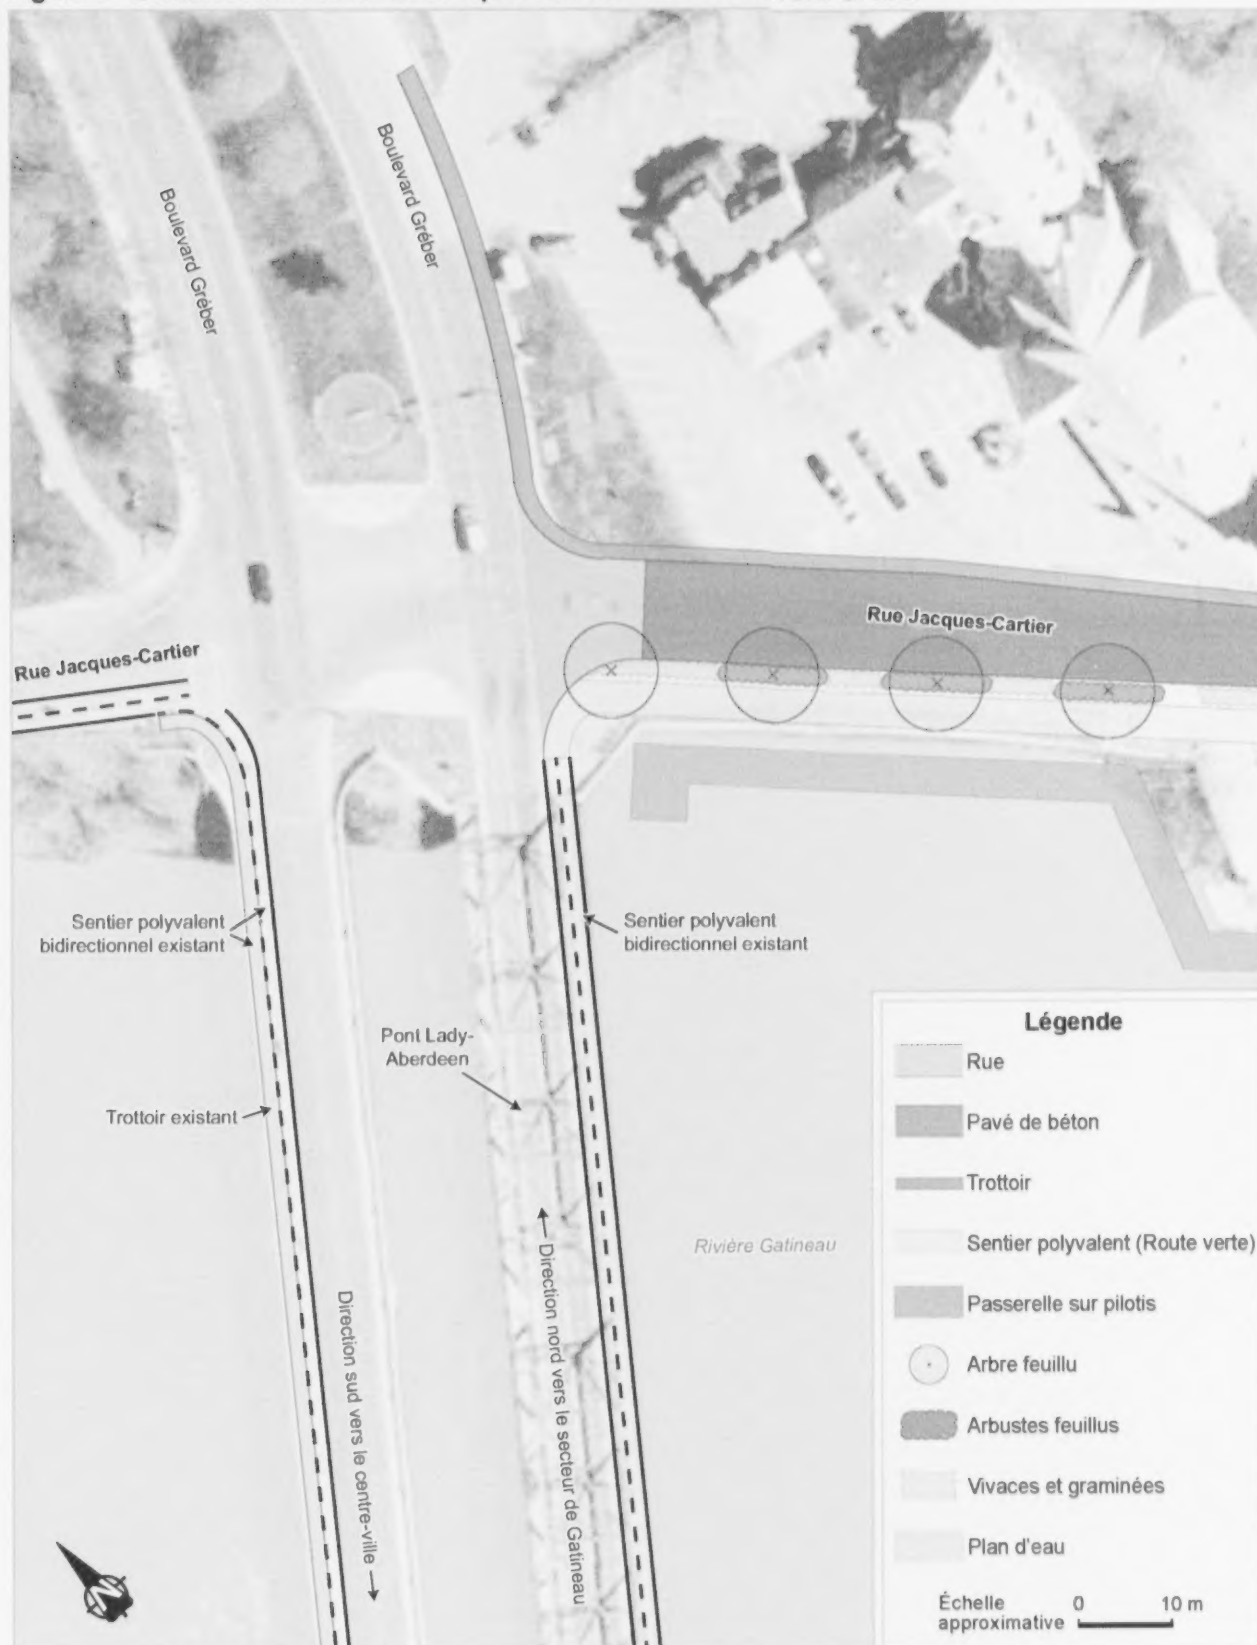 Boulevard Gréber
Boulevard Gréber
Rue Jacques-Cartier
Rue Jacques-Cartier
Sentier polyvalent
bidirectionnel existant
Sentier polyvalent
bidirectionnel existant
Pont Lady-
Aberdeen
Trottoir existant
Rivière Gatineau
Direction sud vers le centre-ville
Direction nord vers le secteur de Gatineau
N
Légende
Rue
Pavé de béton
Trottoir
Sentier polyvalent (Route verte)
Passerelle sur pilotis
Arbre feuillu
Arbustes feuillus
Vivaces et graminées
Plan d'eau
Échelle
approximative 0 10 m